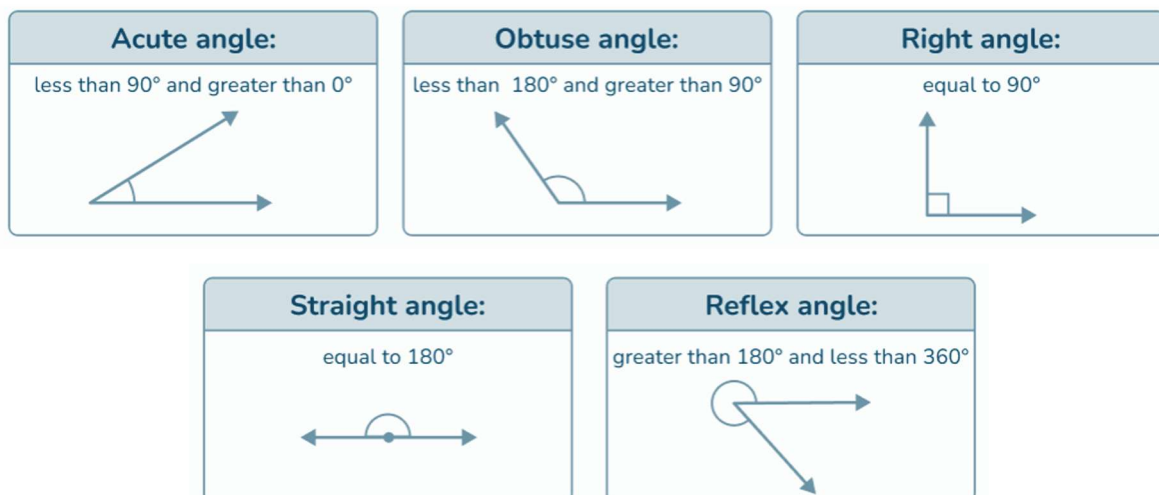 Acute angle:
less than 90° and greater than 0°
Obtuse angle:
less than 180° and greater than 90°
Right angle:
equal to 90°
Straight angle:
equal to 180°
Reflex angle:
greater than 180° and less than 360°